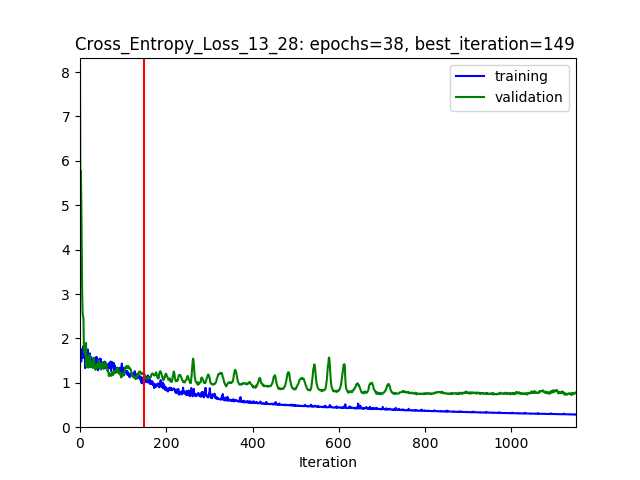 Cross_Entropy_Loss_13_28: epochs=38, best_iteration=149
training
validation
8
7
6
5
4
3
2
1
0
0 200 400 600 800 1000
Iteration